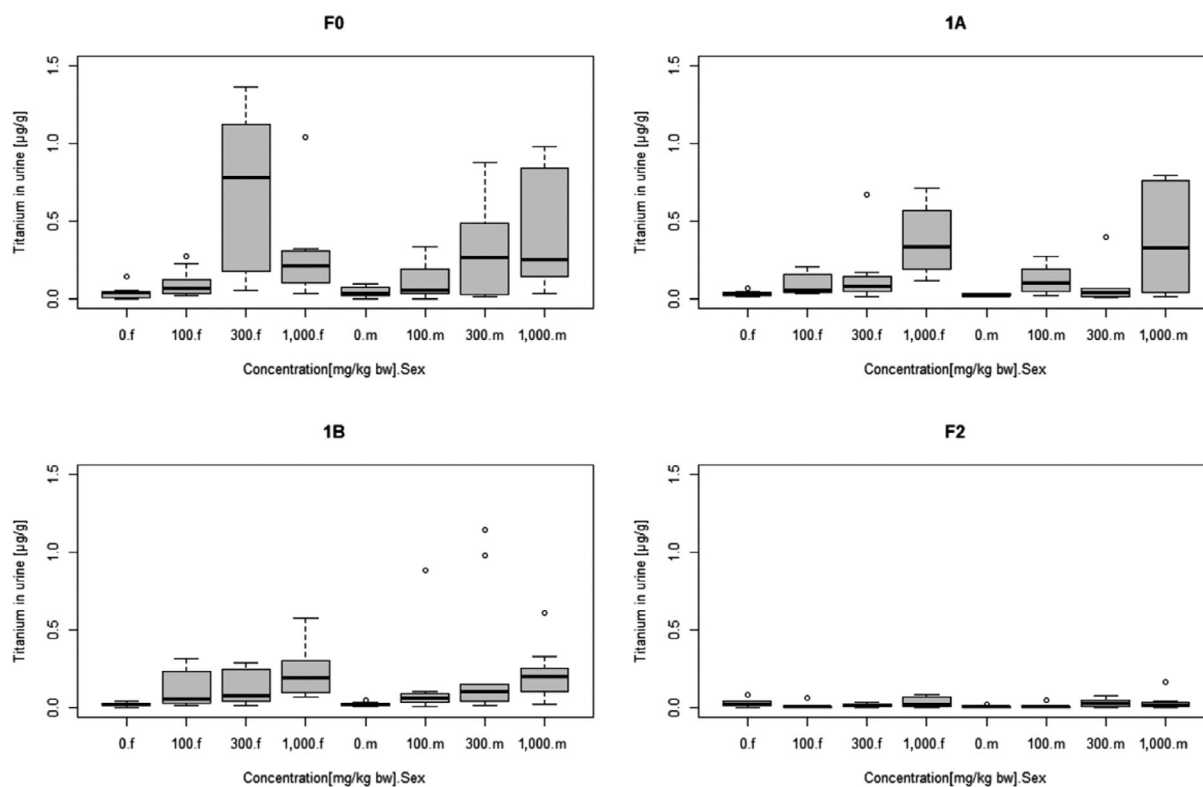 F0
1.5
1.0
0.5
0.0
Titanium in urine [µg/g]
0.f 100.f 300.f 1,000.f 0.m 100.m 300.m 1,000.m
Concentration[mg/kg bw].Sex
1A
1.5
1.0
0.5
0.0
Titanium in urine [µg/g]
0.f 100.f 300.f 1,000.f 0.m 100.m 300.m 1,000.m
Concentration[mg/kg bw].Sex
1B
1.5
1.0
0.5
0.0
Titanium in urine [µg/g]
0.f 100.f 300.f 1,000.f 0.m 100.m 300.m 1,000.m
Concentration[mg/kg bw].Sex
F2
1.5
1.0
0.5
0.0
Titanium in urine [µg/g]
0.f 100.f 300.f 1,000.f 0.m 100.m 300.m 1,000.m
Concentration[mg/kg bw].Sex